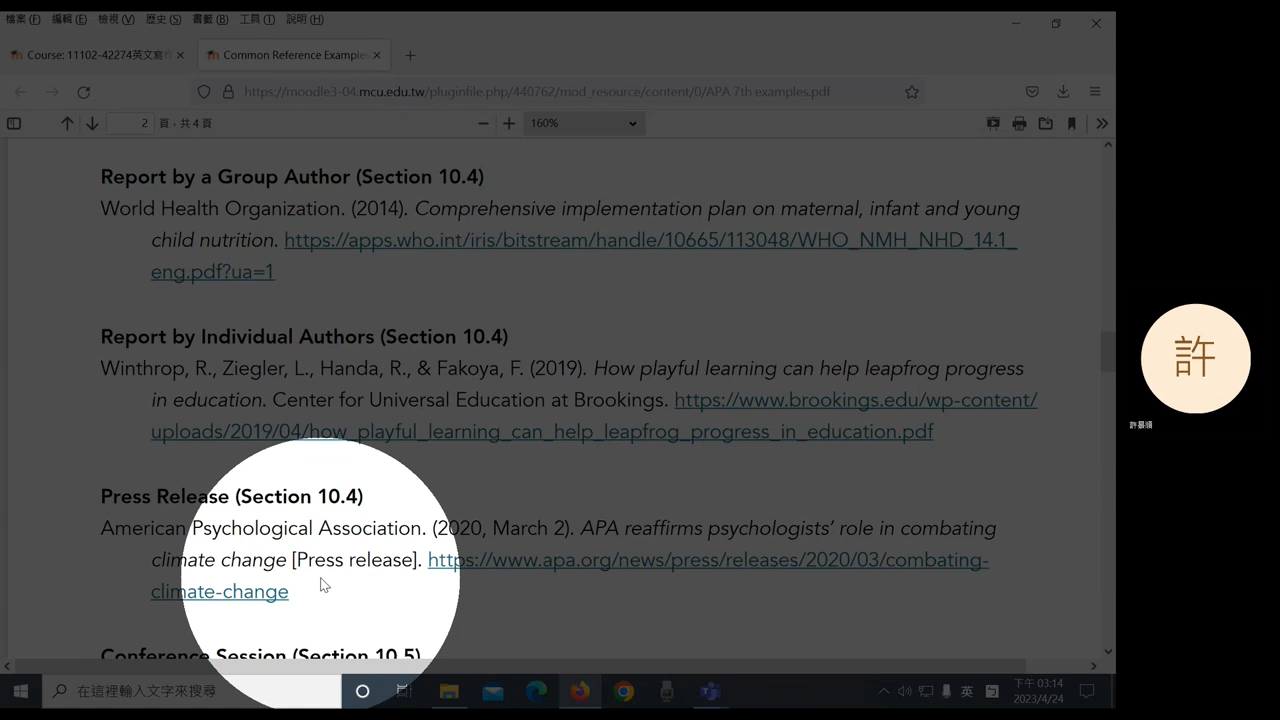 檔案 (F) 編輯(E) 檢視(V) 歷史(S) 書籤(B) 工具(T) 說明(H)
Course: 11102-42274英文寫作
Common Reference Examples
https://moodle3-04.mcu.edu.tw/pluginfile.php/440762/mod_resource/content/0/APA 7th examples.pdf
2 頁，共 4 頁
160%
Report by a Group Author (Section 10.4)
World Health Organization. (2014). Comprehensive implementation plan on maternal, infant and young
child nutrition. https://apps.who.int/iris/bitstream/handle/10665/113048/WHO_NMH_NHD_14.1_
eng.pdf?ua=1
Report by Individual Authors (Section 10.4)
Winthrop, R., Ziegler, L., Handa, R., & Fakoya, F. (2019). How playful learning can help leapfrog progress
in education. Center for Universal Education at Brookings. https://www.brookings.edu/wp-content/
uploads/2019/04/how_playful_learning_can_help_leapfrog_progress_in_education.pdf
Press Release (Section 10.4)
American Psychological Association. (2020, March 2). APA reaffirms psychologists’ role in combating
climate change [Press release]. https://www.apa.org/news/press/releases/2020/03/combating-
climate-change
Conference Session (Section 10.5)
許
許景順
在這裡輸入文字來搜尋
英
下午 03:14
2023/4/24